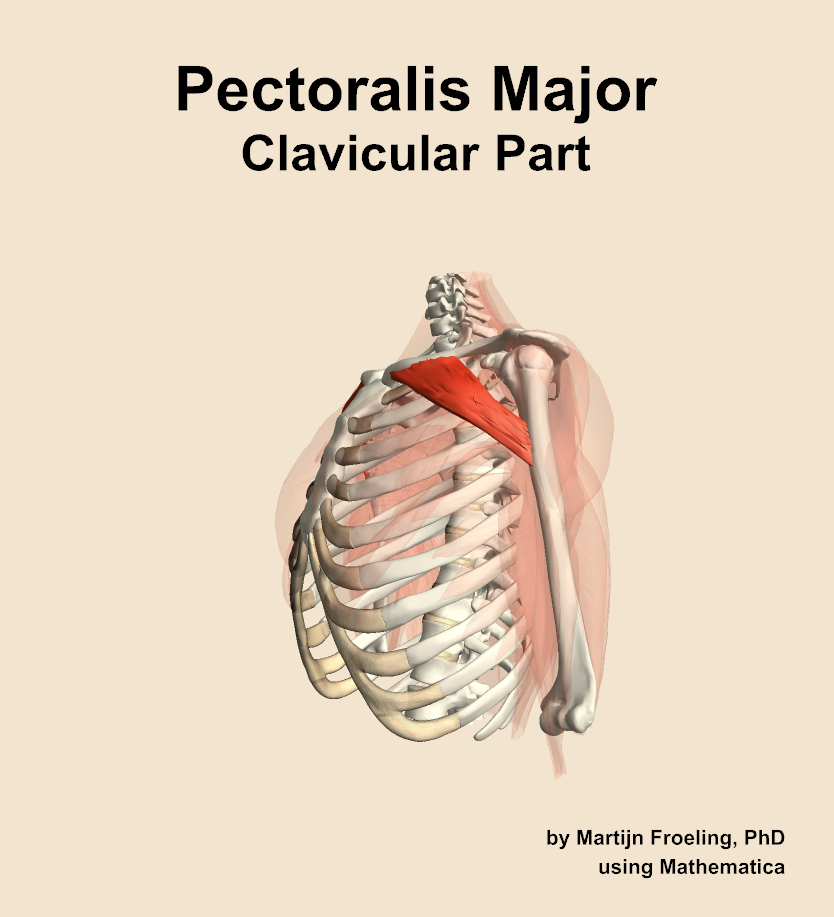 Pectoralis Major
Clavicular Part
by Martijn Froeling, PhD
using Mathematica